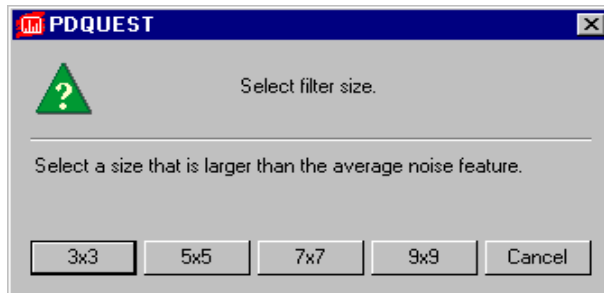 PDQUEST
Select filter size.
Select a size that is larger than the average noise feature.
3x3 5x5 7x7 9x9 Cancel